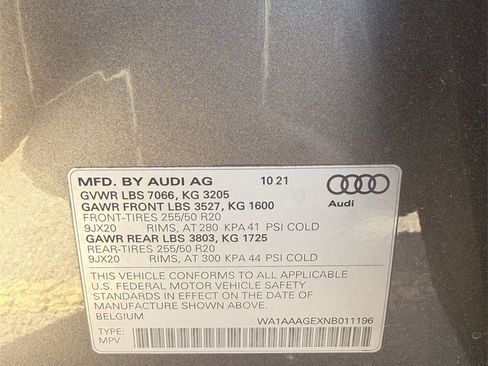 MFD. BY AUDI AG 10 21
GVWR LBS 7066, KG 3205
GAWR FRONT LBS 3527, KG 1600
Audi
FRONT-TIRES 255/50 R20
9JX20 RIMS, AT 280 KPA 41 PSI COLD
GAWR REAR LBS 3803, KG 1725
REAR-TIRES 255/50 R20
9JX20 RIMS, AT 300 KPA 44 PSI COLD
THIS VEHICLE CONFORMS TO ALL APPLICABLE
U.S. FEDERAL MOTOR VEHICLE SAFETY
STANDARDS IN EFFECT ON THE DATE OF
MANUFACTURE SHOWN ABOVE.
BELGIUM WA1AAAGEXNB011196
TYPE:
MPV